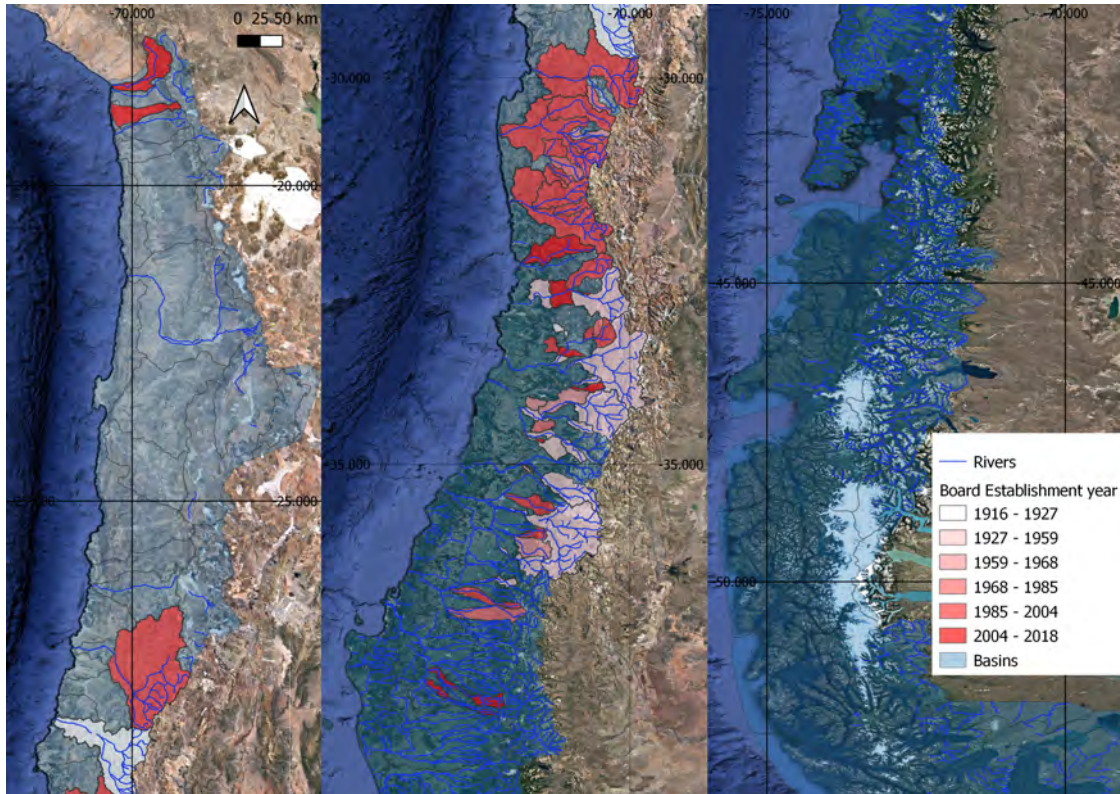 -70.000
0 25.50 km
-20.000
-25.000
-70.000
-30.000
-30.000
-35.000
-35.000
-75.000
-70.000
-45.000
-45.000
-50.000
Rivers
Board Establishment year
1916 - 1927
1927 - 1959
1959 - 1968
1968 - 1985
1985 - 2004
2004 - 2018
Basins